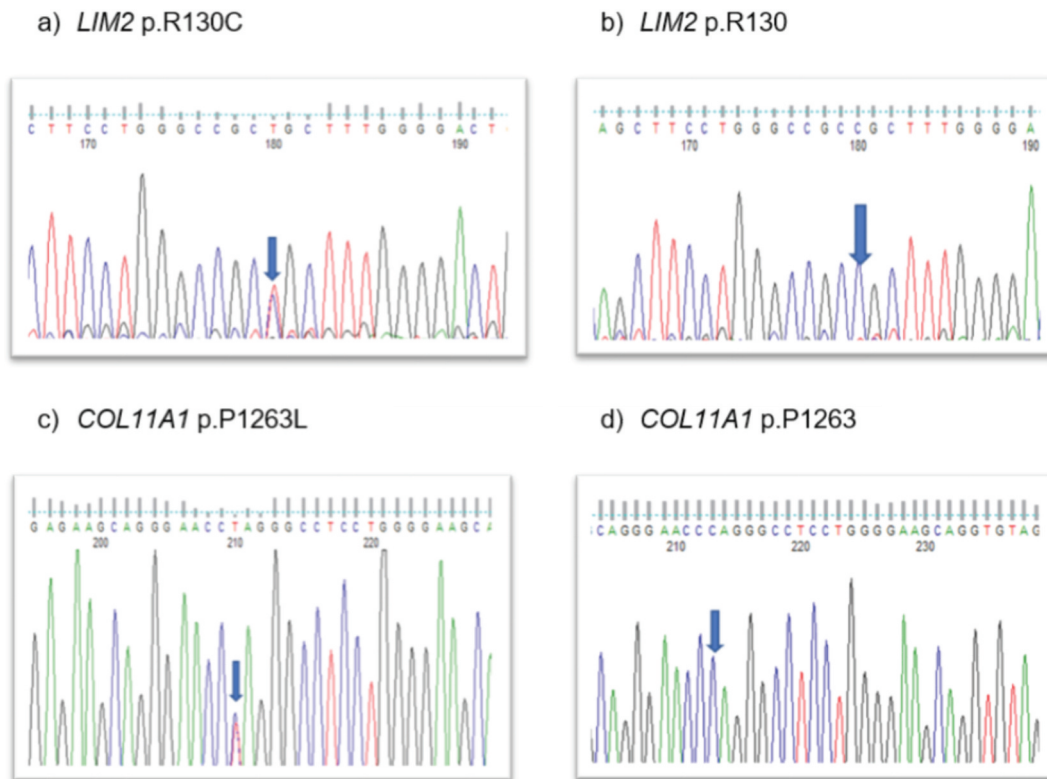 a) LIM2 p.R130C
b) LIM2 p.R130
C T T C C T G G G C C G C T G C T T T G G G G A C T
170 180 190
A G C T T C C T G G G C C G C C G C T T T G G G G A
170 180 190
c) COL11A1 p.P1263L
d) COL11A1 p.P1263
G A G A A G C A G G G A A C C T A G G G C C T C C T G G G G A A G C A
200 210 220
C A G G G A A C C C A G G G C C T C C T G G G G A A G C A G G T G T A G
210 220 230